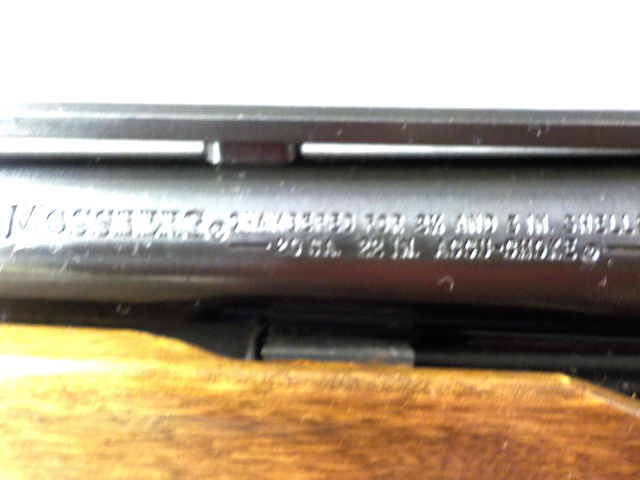 MOSSBERG® CHAMBERED FOR 2¾ AND 3 IN. SHELLS
20 GA. 22 IN. ACCU-CHOKE®